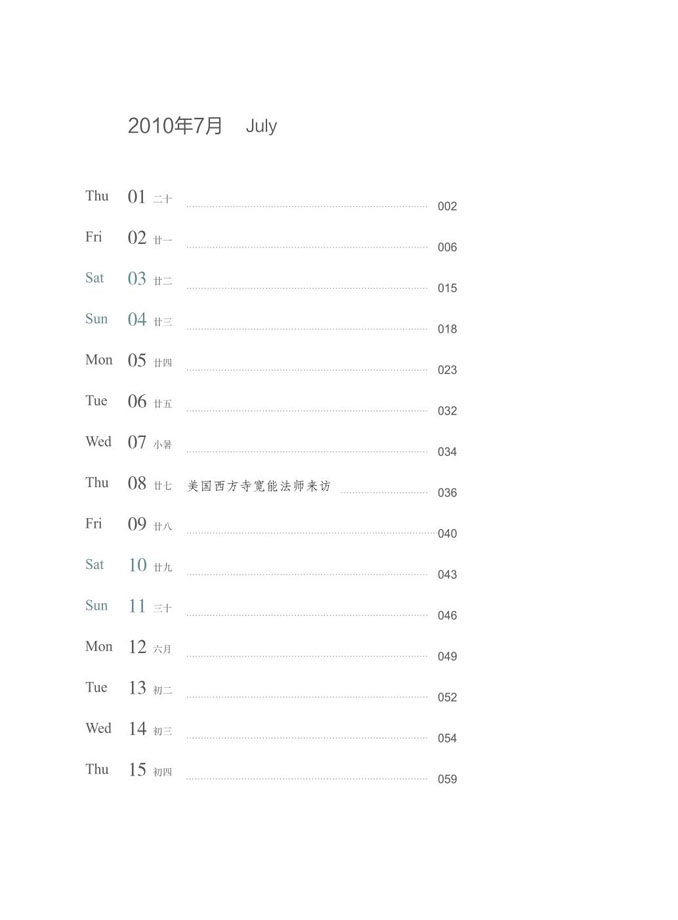 2010年7月 July
Thu 01 二十 002
Fri 02 廿一 006
Sat 03 廿二 015
Sun 04 廿三 018
Mon 05 廿四 023
Tue 06 廿五 032
Wed 07 小暑 034
Thu 08 廿七 美国西方寺宽能法师来访 036
Fri 09 廿八 040
Sat 10 廿九 043
Sun 11 三十 046
Mon 12 六月 049
Tue 13 初二 052
Wed 14 初三 054
Thu 15 初四 059